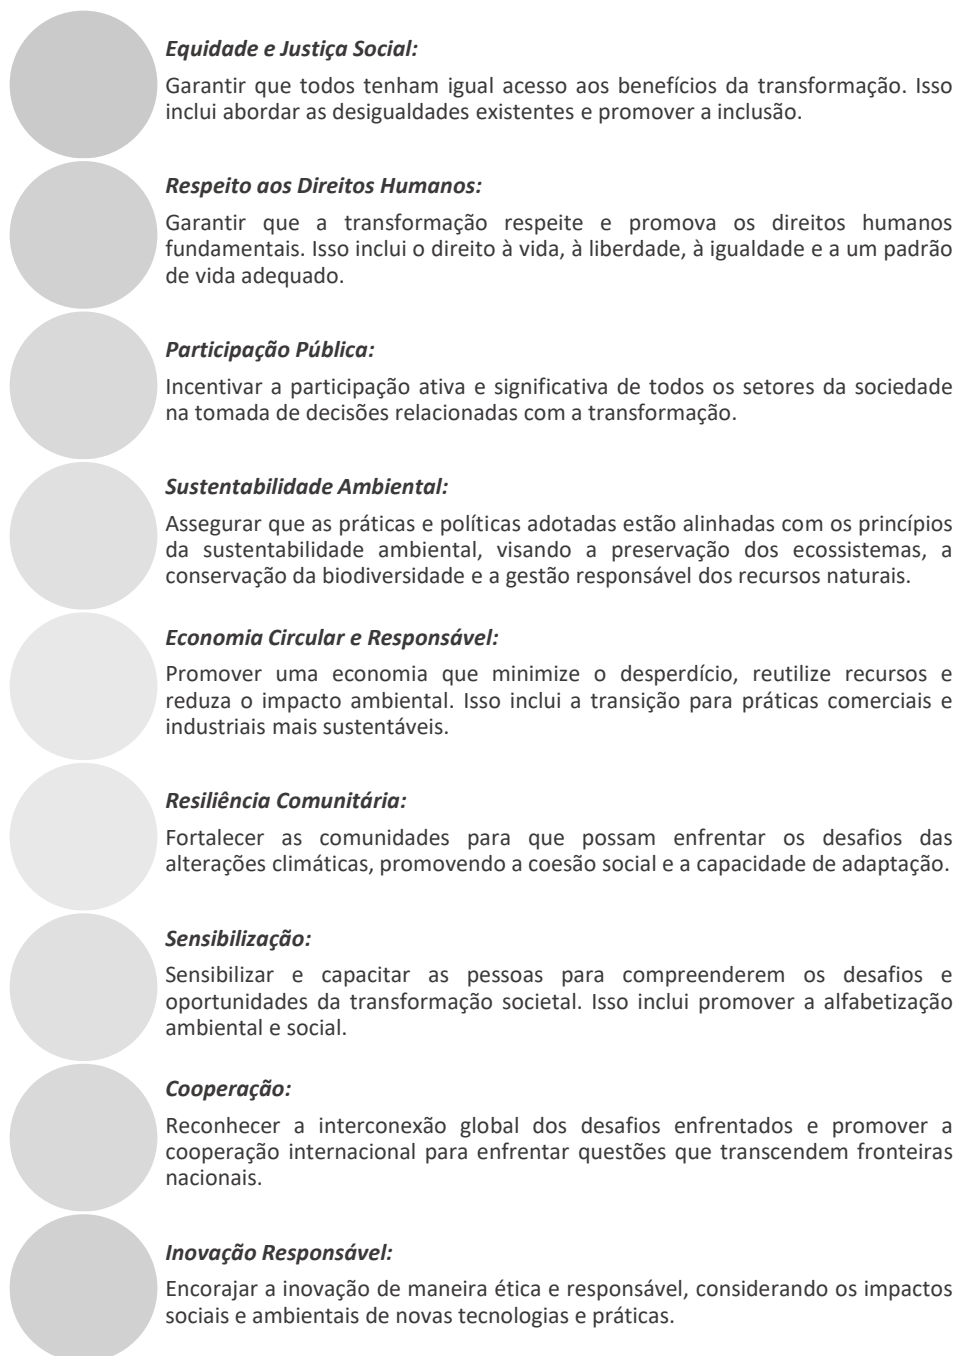 Equidade e Justiça Social:
Garantir que todos tenham igual acesso aos benefícios da transformação. Isso
inclui abordar as desigualdades existentes e promover a inclusão.
Respeito aos Direitos Humanos:
Garantir que a transformação respeite e promova os direitos humanos
fundamentais. Isso inclui o direito à vida, à liberdade, à igualdade e a um padrão
de vida adequado.
Participação Pública:
Incentivar a participação ativa e significativa de todos os setores da sociedade
na tomada de decisões relacionadas com a transformação.
Sustentabilidade Ambiental:
Assegurar que as práticas e políticas adotadas estão alinhadas com os princípios
da sustentabilidade ambiental, visando a preservação dos ecossistemas, a
conservação da biodiversidade e a gestão responsável dos recursos naturais.
Economia Circular e Responsável:
Promover uma economia que minimize o desperdício, reutilize recursos e
reduza o impacto ambiental. Isso inclui a transição para práticas comerciais e
industriais mais sustentáveis.
Resiliência Comunitária:
Fortalecer as comunidades para que possam enfrentar os desafios das
alterações climáticas, promovendo a coesão social e a capacidade de adaptação.
Sensibilização:
Sensibilizar e capacitar as pessoas para compreenderem os desafios e
oportunidades da transformação societal. Isso inclui promover a alfabetização
ambiental e social.
Cooperação:
Reconhecer a interconexão global dos desafios enfrentados e promover a
cooperação internacional para enfrentar questões que transcendem fronteiras
nacionais.
Inovação Responsável:
Encorajar a inovação de maneira ética e responsável, considerando os impactos
sociais e ambientais de novas tecnologias e práticas.